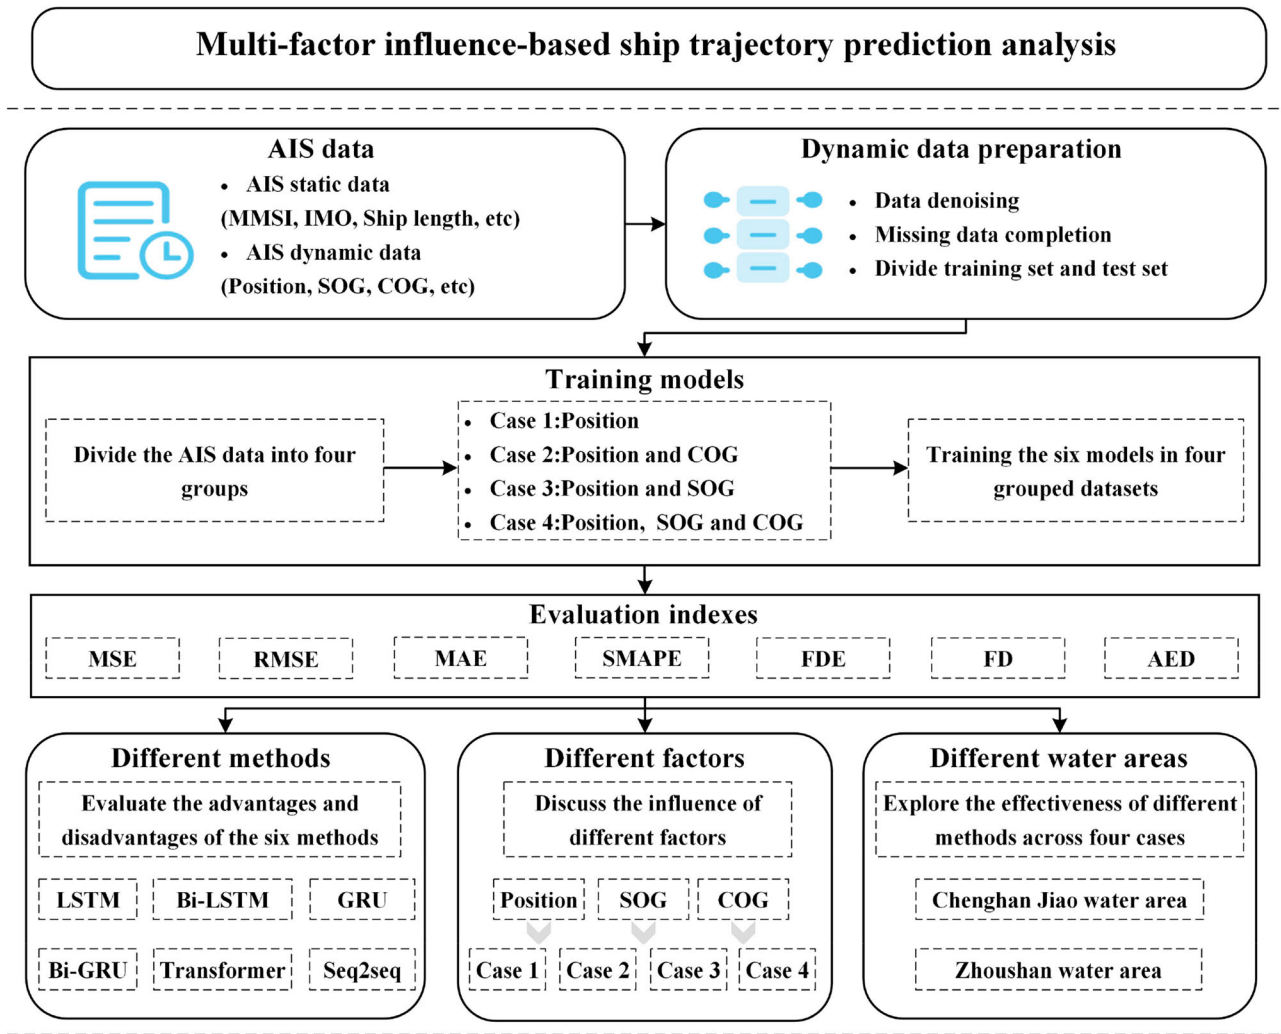 Multi-factor influence-based ship trajectory prediction analysis
AIS data
• AIS static data
(MMSI, IMO, Ship length, etc)
• AIS dynamic data
(Position, SOG, COG, etc)
Dynamic data preparation
• Data denoising
• Missing data completion
• Divide training set and test set
Training models
Divide the AIS data into four
groups
• Case 1:Position
• Case 2:Position and COG
• Case 3:Position and SOG
• Case 4:Position, SOG and COG
Training the six models in four
grouped datasets
Evaluation indexes
MSE
RMSE
MAE
SMAPE
FDE
FD
AED
Different methods
Evaluate the advantages and
disadvantages of the six methods
LSTM
Bi-LSTM
GRU
Bi-GRU
Transformer
Seq2seq
Different factors
Discuss the influence of
different factors
Position
SOG
COG
Case 1
Case 2
Case 3
Case 4
Different water areas
Explore the effectiveness of different
methods across four cases
Chenghan Jiao water area
Zhoushan water area